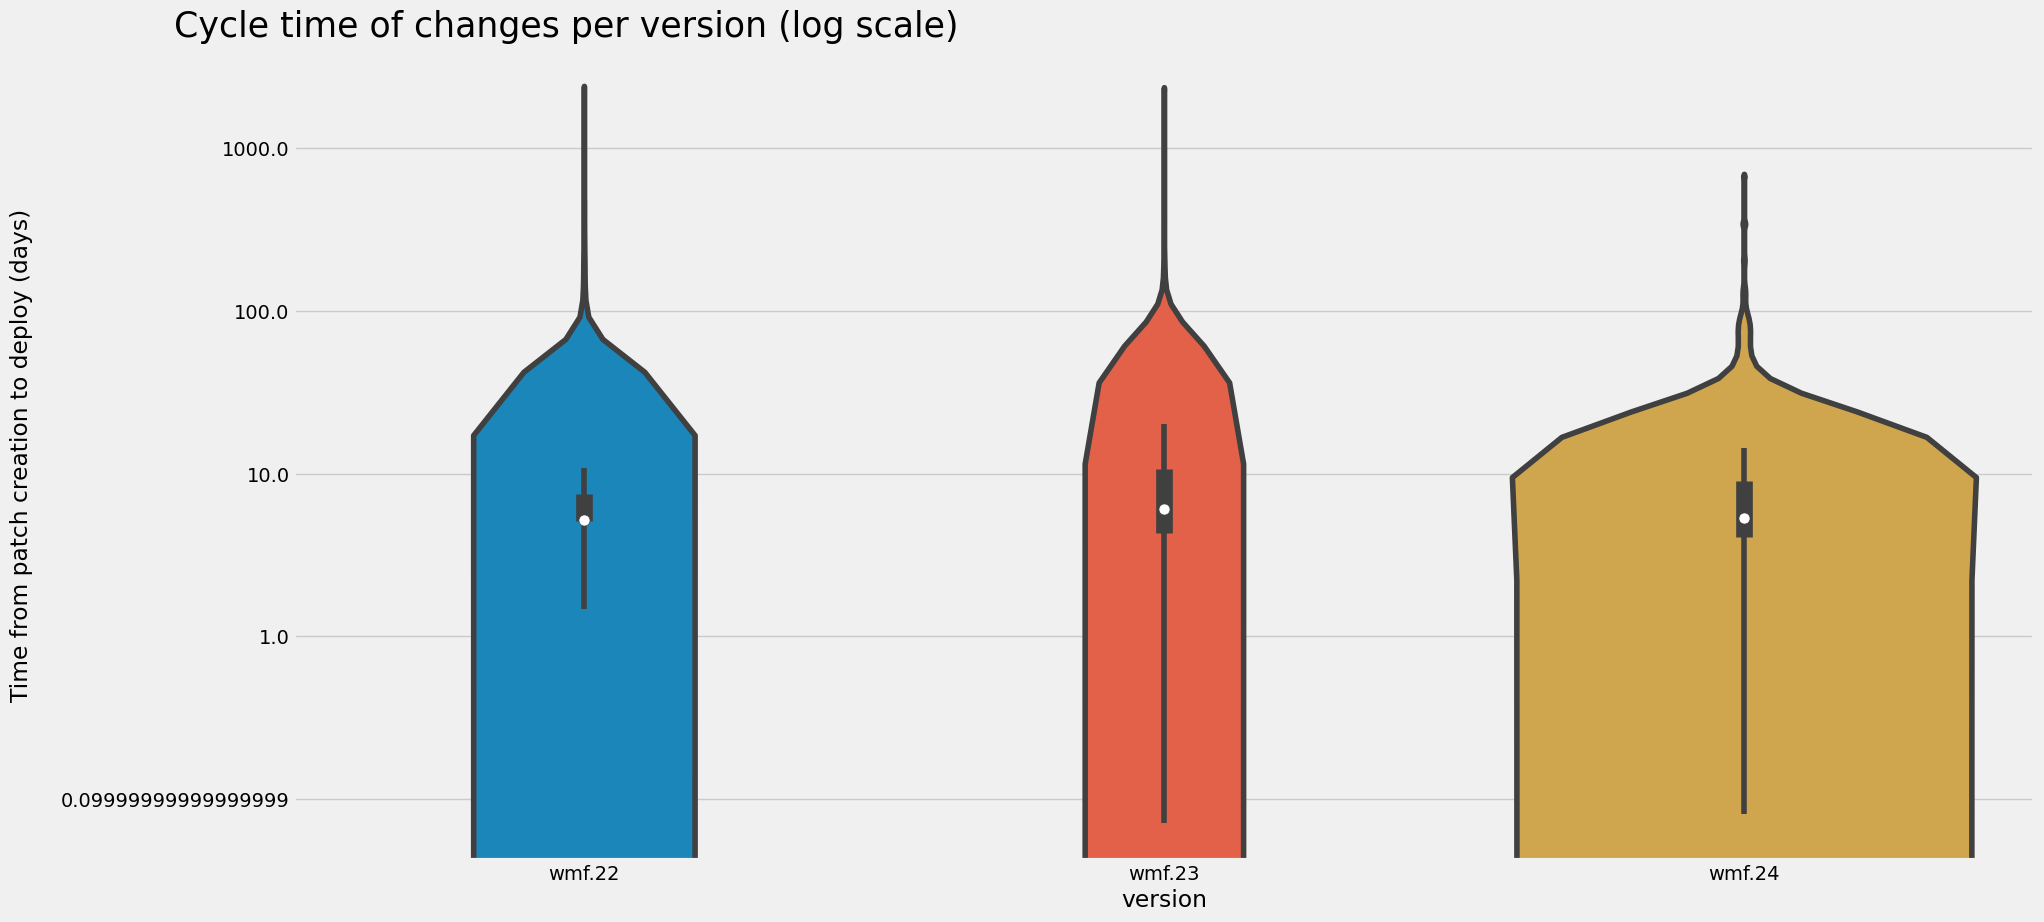 Cycle time of changes per version (log scale)
Time from patch creation to deploy (days)
1000.0
100.0
10.0
1.0
0.09999999999999999
wmf.22
wmf.23
wmf.24
version